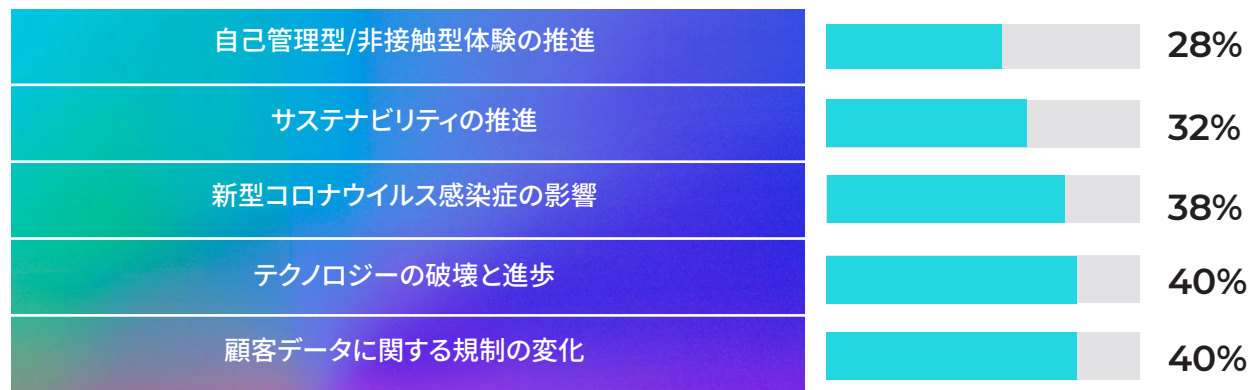 自己管理型/非接触型体験の推進
28%
サステナビリティの推進
32%
新型コロナウイルス感染症の影響
38%
テクノロジーの破壊と進歩
40%
顧客データに関する規制の変化
40%